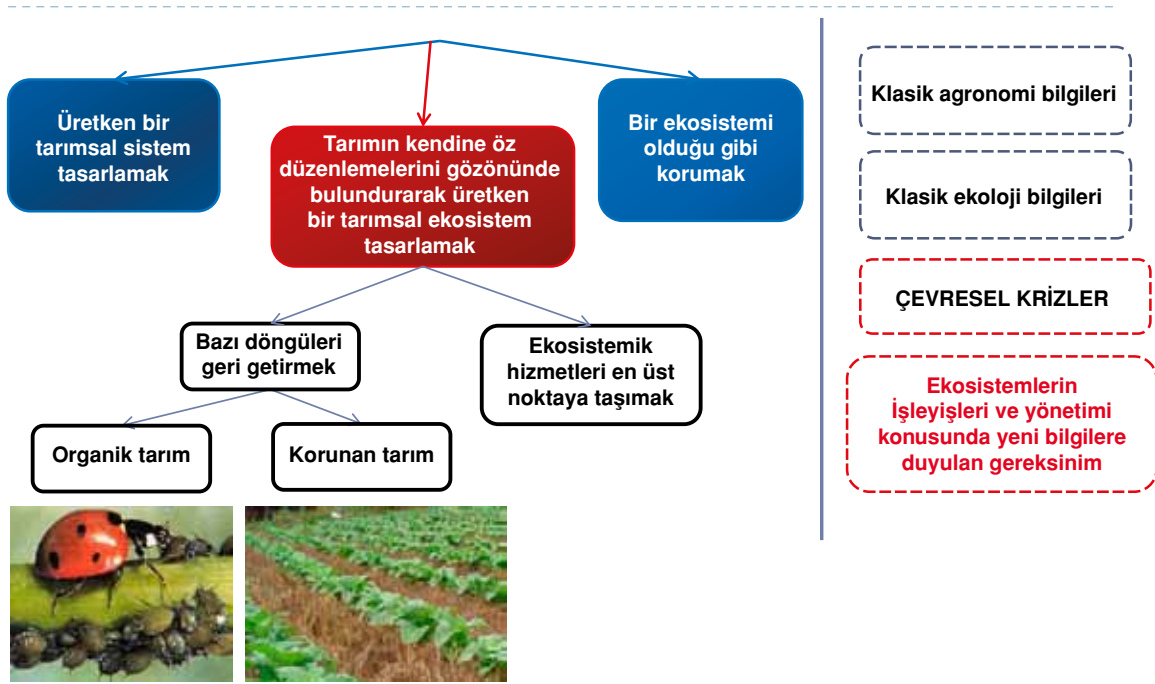 Üretken bir
tarımsal sistem
tasarlamak
Tarımın kendine öz
düzenlemelerini gözönünde
bulundurarak üretken
bir tarımsal ekosistem
tasarlamak
Bir ekosistemi
olduğu gibi
korumak
Bazı döngüleri
geri getirmek
Ekosistemik
hizmetleri en üst
noktaya taşımak
Organik tarım
Korunan tarım
Klasik agronomi bilgileri
Klasik ekoloji bilgileri
ÇEVRESEL KRİZLER
Ekosistemlerin
İşleyişleri ve yönetimi
konusunda yeni bilgilere
duyulan gereksinim